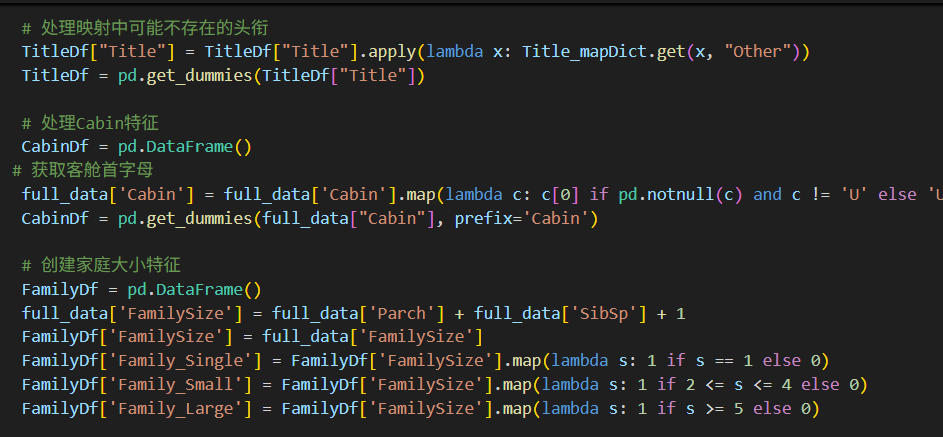 # 处理映射中可能不存在的头衔
TitleDf["Title"] = TitleDf["Title"].apply(lambda x: Title_mapDict.get(x, "Other"))
TitleDf = pd.get_dummies(TitleDf["Title"])
# 处理Cabin特征
CabinDf = pd.DataFrame()
# 获取客舱首字母
full_data['Cabin'] = full_data['Cabin'].map(lambda c: c[0] if pd.notnull(c) and c != 'U' else 'U
CabinDf = pd.get_dummies(full_data["Cabin"], prefix='Cabin')
# 创建家庭大小特征
FamilyDf = pd.DataFrame()
full_data['FamilySize'] = full_data['Parch'] + full_data['SibSp'] + 1
FamilyDf['FamilySize'] = full_data['FamilySize']
FamilyDf['Family_Single'] = FamilyDf['FamilySize'].map(lambda s: 1 if s == 1 else 0)
FamilyDf['Family_Small'] = FamilyDf['FamilySize'].map(lambda s: 1 if 2 <= s <= 4 else 0)
FamilyDf['Family_Large'] = FamilyDf['FamilySize'].map(lambda s: 1 if s >= 5 else 0)